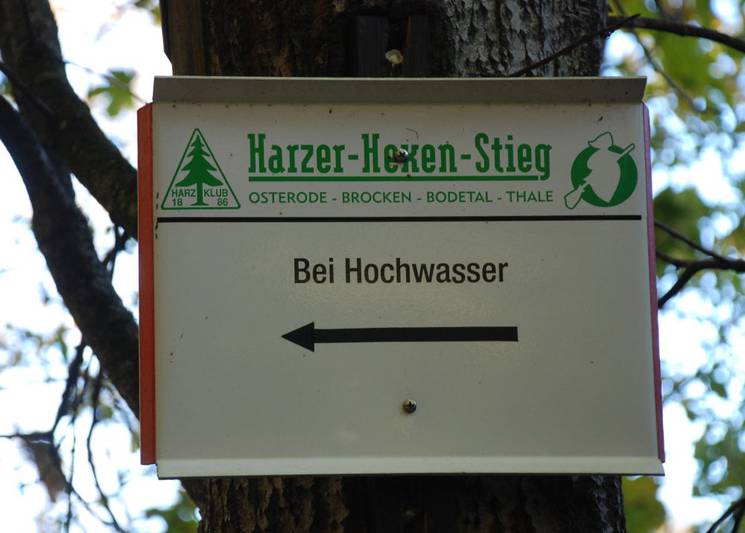 Harzer-Hexen-Stieg
HARZ KLUB
18 86
OSTERODE - BROCKEN - BODETAL - THALE
Bei Hochwasser